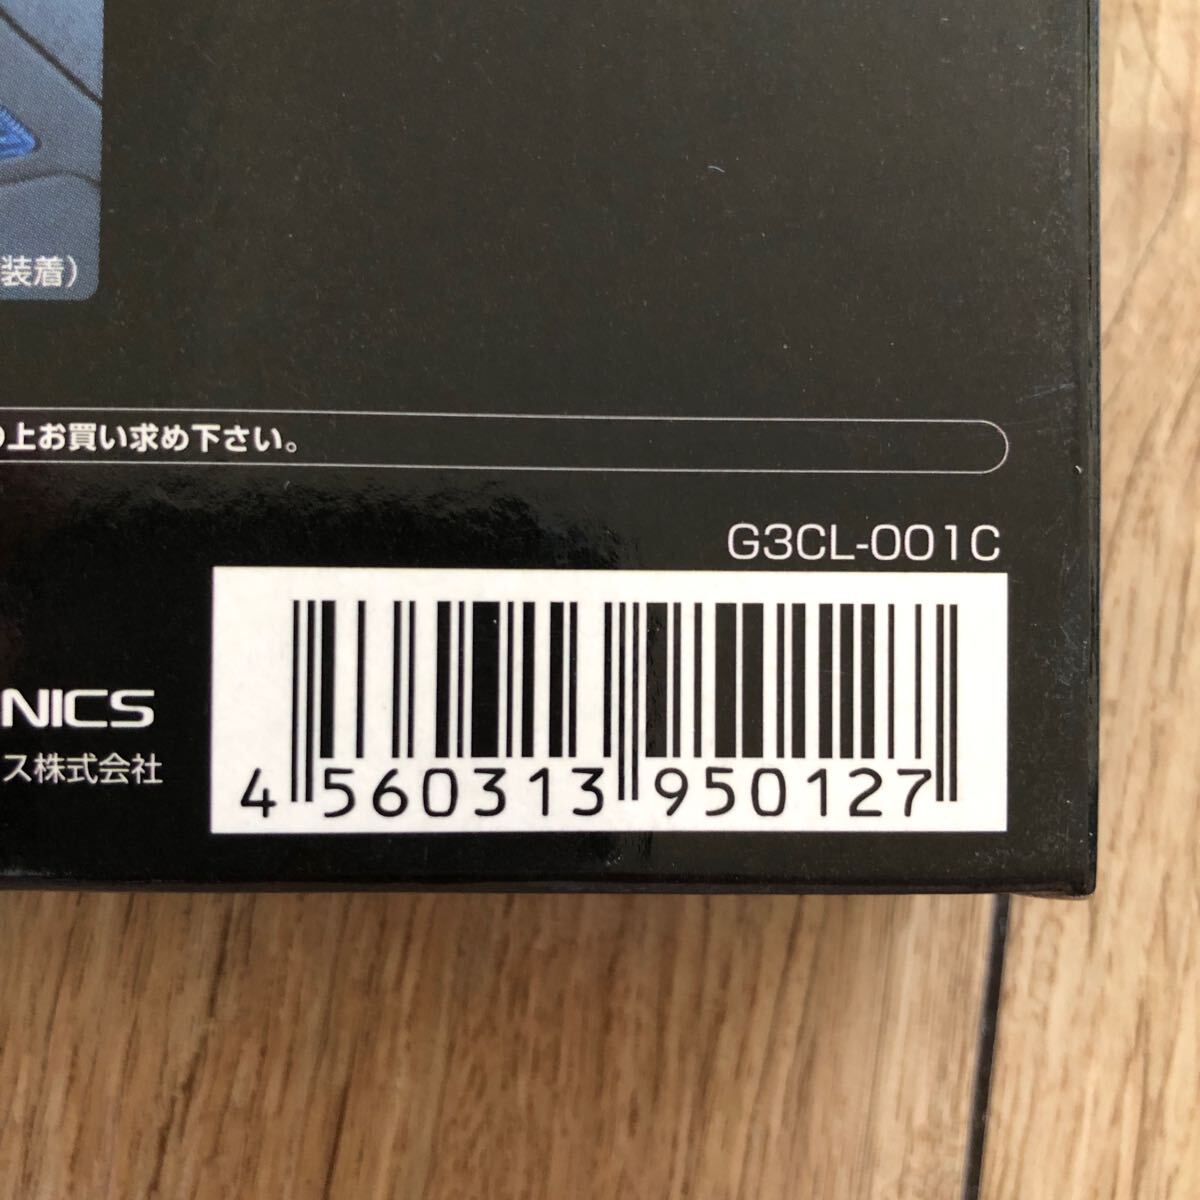 装着）
上お買い求め下さい。
G3CL-001C
NICS
ス株式会社
4 560313 950127